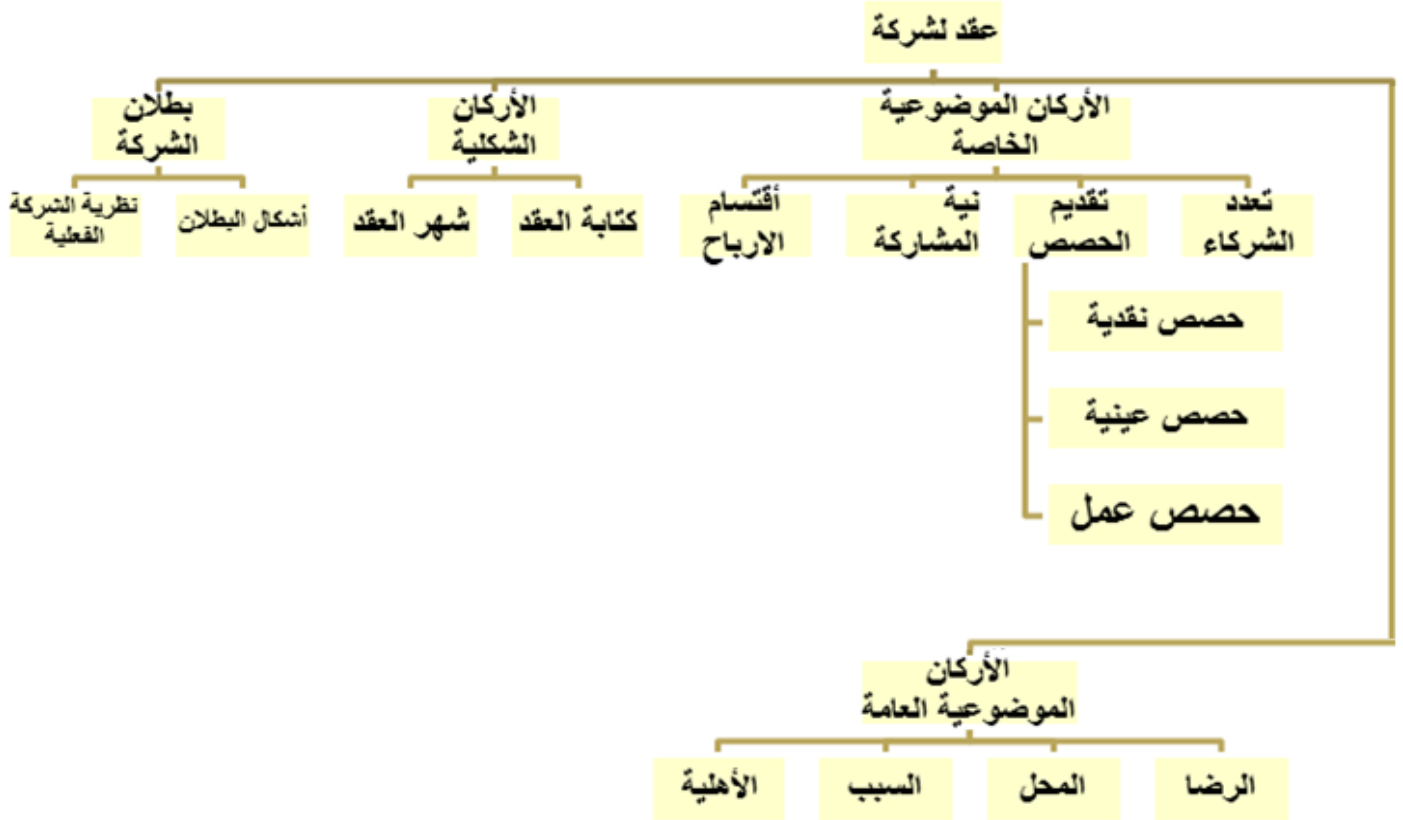 عقد لشركة
الأركان الموضوعية
الخاصة
الأركان
الشكلية
بطلان
الشركة
تعدد
الشركاء
تقديم
الحصص
نية
المشاركة
أقتسام
الارباح
كتابة العقد
شهر العقد
أشكال البطلان
نظرية الشركة
الفعلية
حصص نقدية
حصص عينية
حصص عمل
الأركان
الموضوعية العامة
الرضا
المحل
السبب
الأهلية